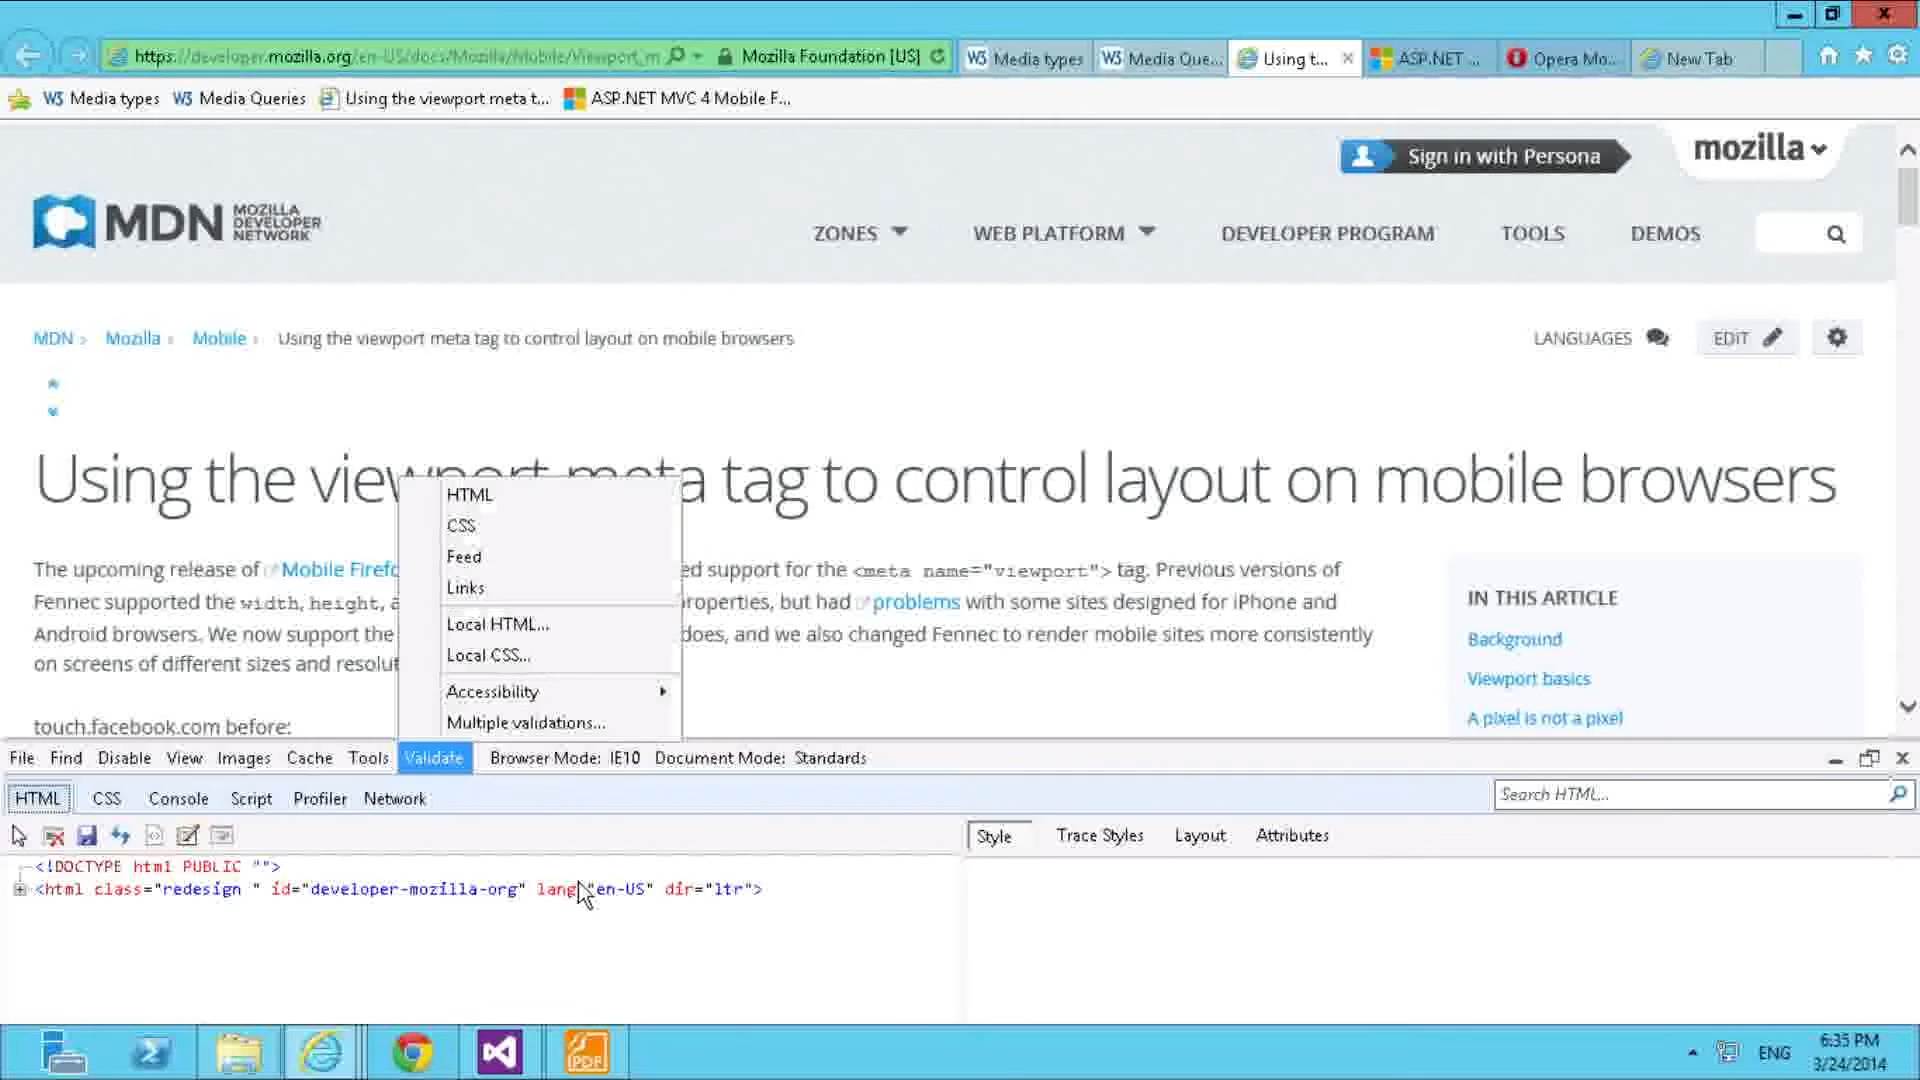 https://developer.mozilla.org/en-US/docs/Mozilla/Mobile/Viewport_m
Mozilla Foundation [US]
W3 Media types
W3 Media Que...
Using t...
ASP.NET ...
Opera Mo...
New Tab
W3 Media types
W3 Media Queries
Using the viewport meta t...
ASP.NET MVC 4 Mobile F...
Sign in with Persona
mozilla
MDN MOZILLA DEVELOPER NETWORK
ZONES
WEB PLATFORM
DEVELOPER PROGRAM
TOOLS
DEMOS
MDN
Mozilla
Mobile
Using the viewport meta tag to control layout on mobile browsers
LANGUAGES
EDIT
Using the viewport meta tag to control layout on mobile browsers
The upcoming release of Mobile Firefo
ed support for the <meta name="viewport"> tag. Previous versions of
Fennec supported the width, height, a
roperties, but had problems with some sites designed for iPhone and
Android browsers. We now support the
does, and we also changed Fennec to render mobile sites more consistently
on screens of different sizes and resolut
touch.facebook.com before:
IN THIS ARTICLE
Background
Viewport basics
A pixel is not a pixel
HTML
CSS
Feed
Links
Local HTML...
Local CSS...
Accessibility
Multiple validations...
File Find Disable View Images Cache Tools Validate Browser Mode: IE10 Document Mode: Standards
HTML CSS Console Script Profiler Network
Search HTML...
Style Trace Styles Layout Attributes
<!DOCTYPE html PUBLIC "">
<html class="redesign " id="developer-mozilla-org" lang="en-US" dir="ltr">
PDF
ENG
6:35 PM
3/24/2014